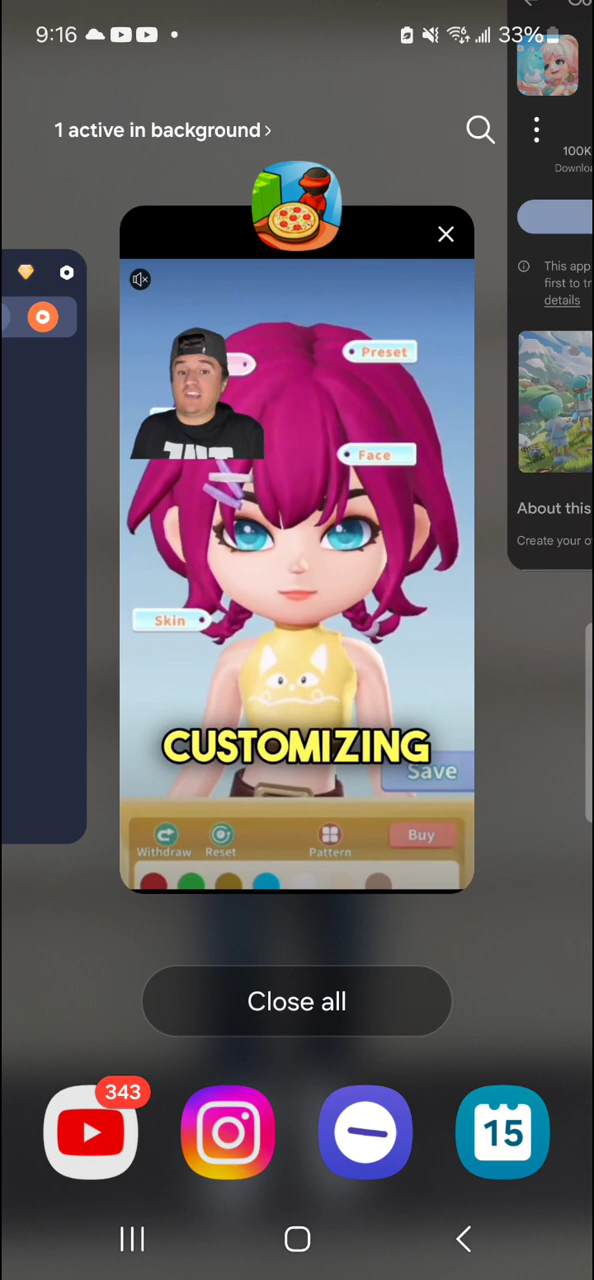 9:16
33%
1 active in background >
100K
Preset
Face
This app
first to tr
details
Skin
About this
Create your o
CUSTOMIZING
Save
Withdraw
Reset
Pattern
Buy
Close all
343
15